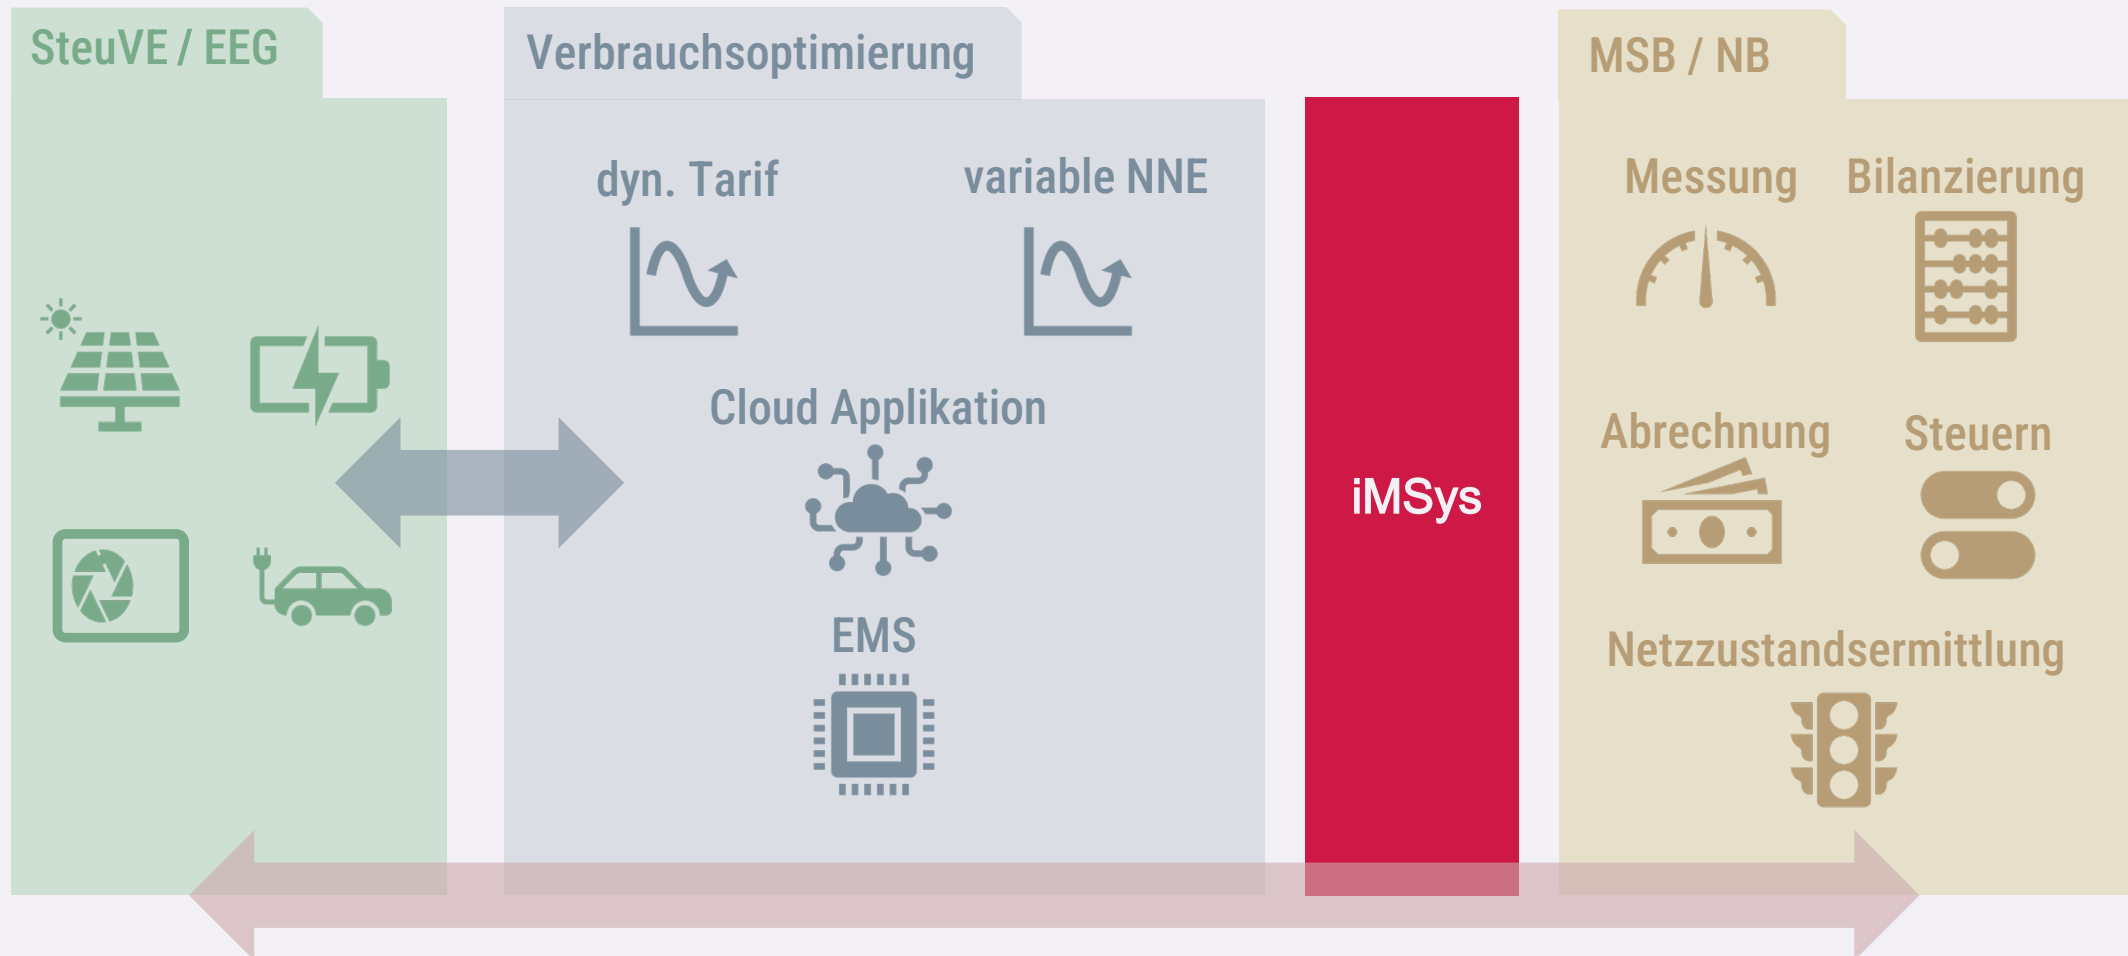 SteuVE / EEG
Verbrauchsoptimierung
dyn. Tarif
variable NNE
Cloud Applikation
EMS
iMSys
MSB / NB
Messung
Bilanzierung
Abrechnung
Steuern
Netzzustandsermittlung